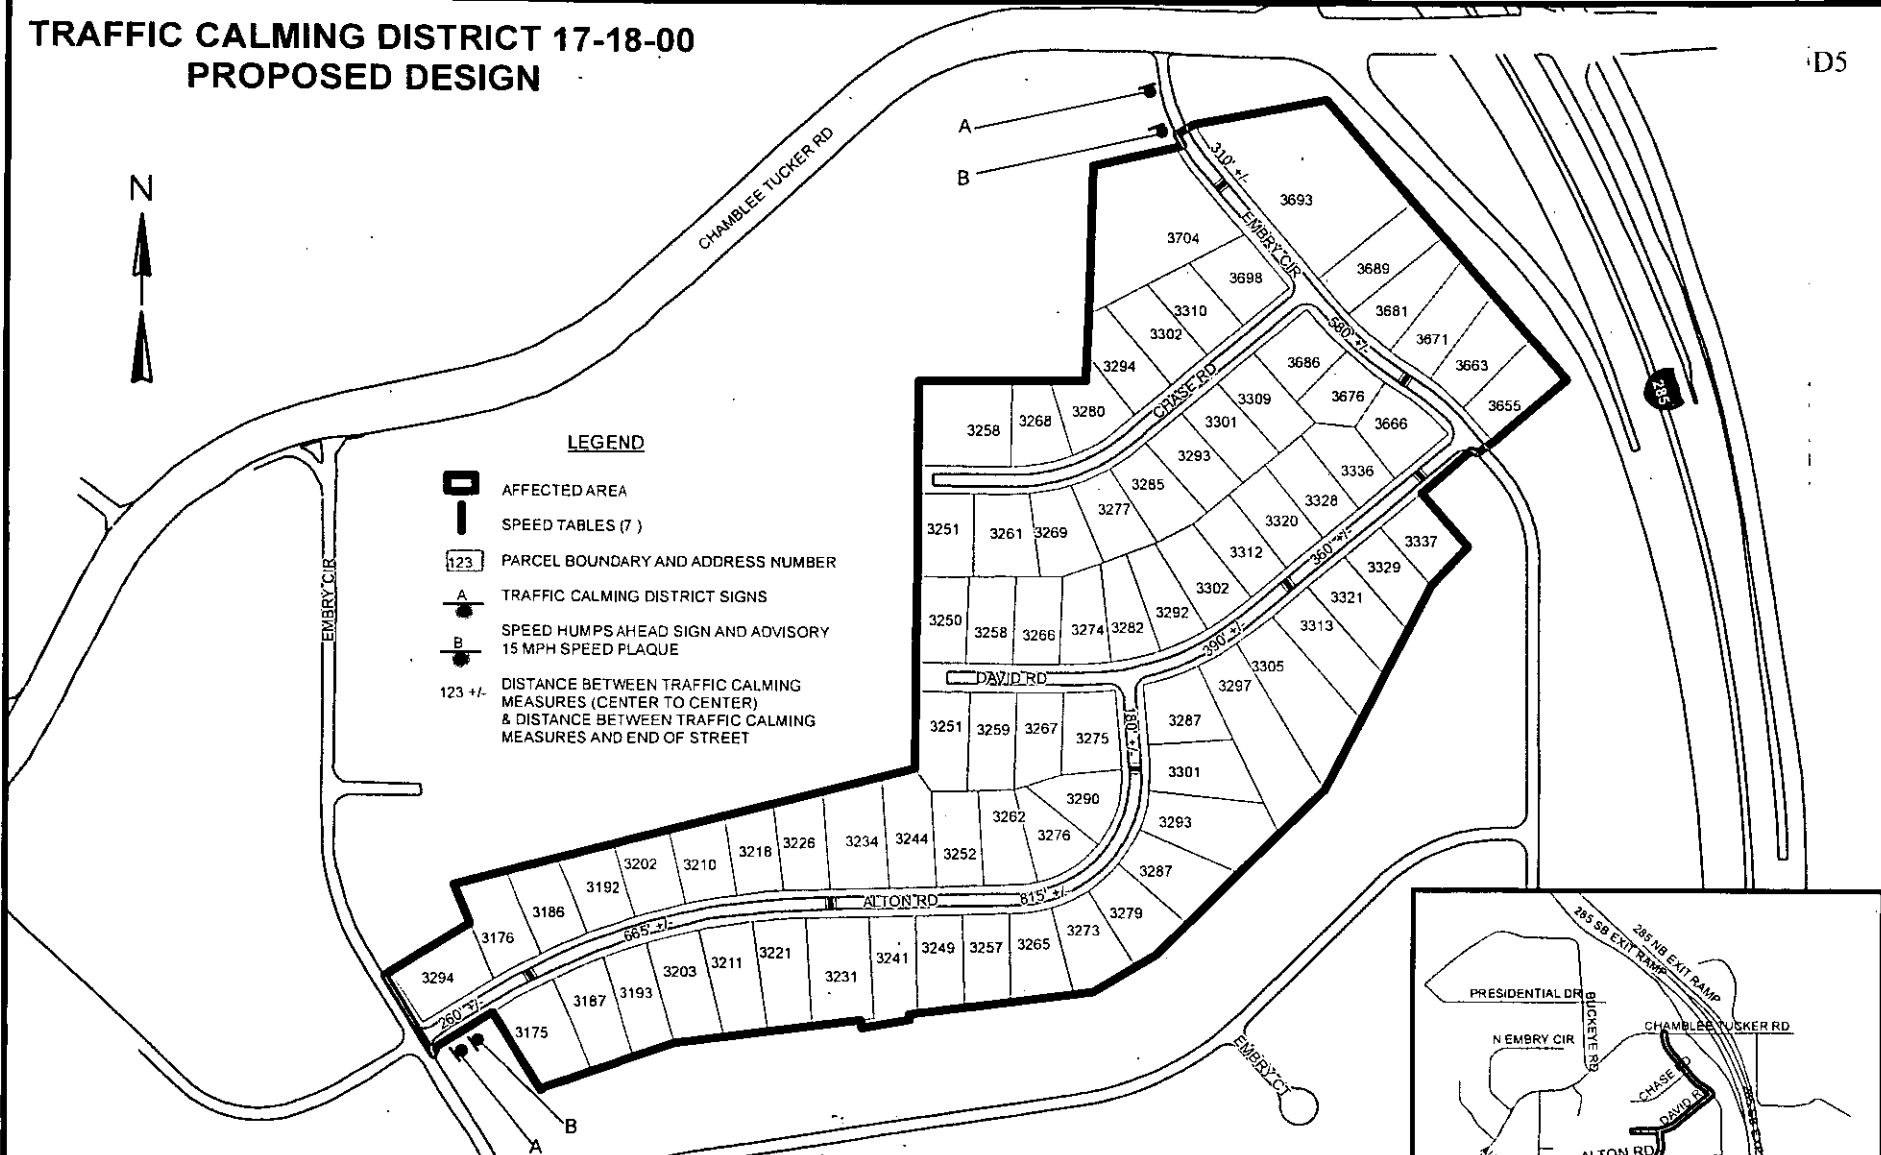 TRAFFIC CALMING DISTRICT 17-18-00
PROPOSED DESIGN
D5
N
CHAMBLEE TUCKER RD
A
B
310' +/-
3693
EMBRY CIR
3704
3698
3689
3310
3681
3302
580' +/-
3671
3294
3686
3663
CHASE RD
3676
3655
285
3309
3666
3258
3268
3280
3301
3293
3336
3285
3328
3277
3320
3251
3261
3269
3312
360' +/-
3337
3302
3329
3292
3321
3250
3258
3266
3274
3282
3313
390' +/-
3305
DAVID RD
3297
3251
3259
3267
3275
180' +/-
3287
3301
3290
3293
3262
3276
3287
3202
3210
3218
3226
3234
3244
3252
3192
3186
3176
ALTON RD
815' +/-
3279
665' +/-
3273
3294
3187
3193
3203
3211
3221
3231
3241
3249
3257
3265
260' +/-
3175
B
A
EMBRY CT
EMBRY CIR
LEGEND
AFFECTED AREA
SPEED TABLES (7 )
123 PARCEL BOUNDARY AND ADDRESS NUMBER
A TRAFFIC CALMING DISTRICT SIGNS
B SPEED HUMPS AHEAD SIGN AND ADVISORY
15 MPH SPEED PLAQUE
123 +/- DISTANCE BETWEEN TRAFFIC CALMING
MEASURES (CENTER TO CENTER)
& DISTANCE BETWEEN TRAFFIC CALMING
MEASURES AND END OF STREET
285 SB EXIT RAMP
285 NB EXIT RAMP
PRESIDENTIAL DR
BUCKEYE RD
CHAMBLEE TUCKER RD
N EMBRY CIR
CHASE
DAVID R
ALTON RD